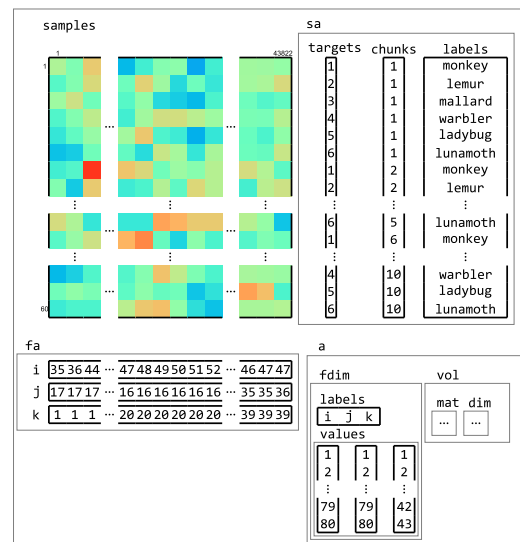 samples
1 43822
1
...
...
⋮ ⋮ ⋮
...
...
⋮ ⋮ ⋮
...
...
60
sa
targets chunks labels
1 1 monkey
2 1 lemur
3 1 mallard
4 1 warbler
5 1 ladybug
6 1 lunamoth
1 2 monkey
2 2 lemur
⋮ ⋮ ⋮
6 5 lunamoth
1 6 monkey
⋮ ⋮ ⋮
4 10 warbler
5 10 ladybug
6 10 lunamoth
fa
i 35 36 44 ... 47 48 49 50 51 52 ... 46 47 47
j 17 17 17 ... 16 16 16 16 16 16 ... 35 35 36
k 1 1 1 ... 20 20 20 20 20 20 ... 39 39 39
a
fdim
labels
i j k
values
1 1 1
2 2 2
⋮ ⋮ ⋮
79 79 42
80 80 43
vol
mat dim
... ...